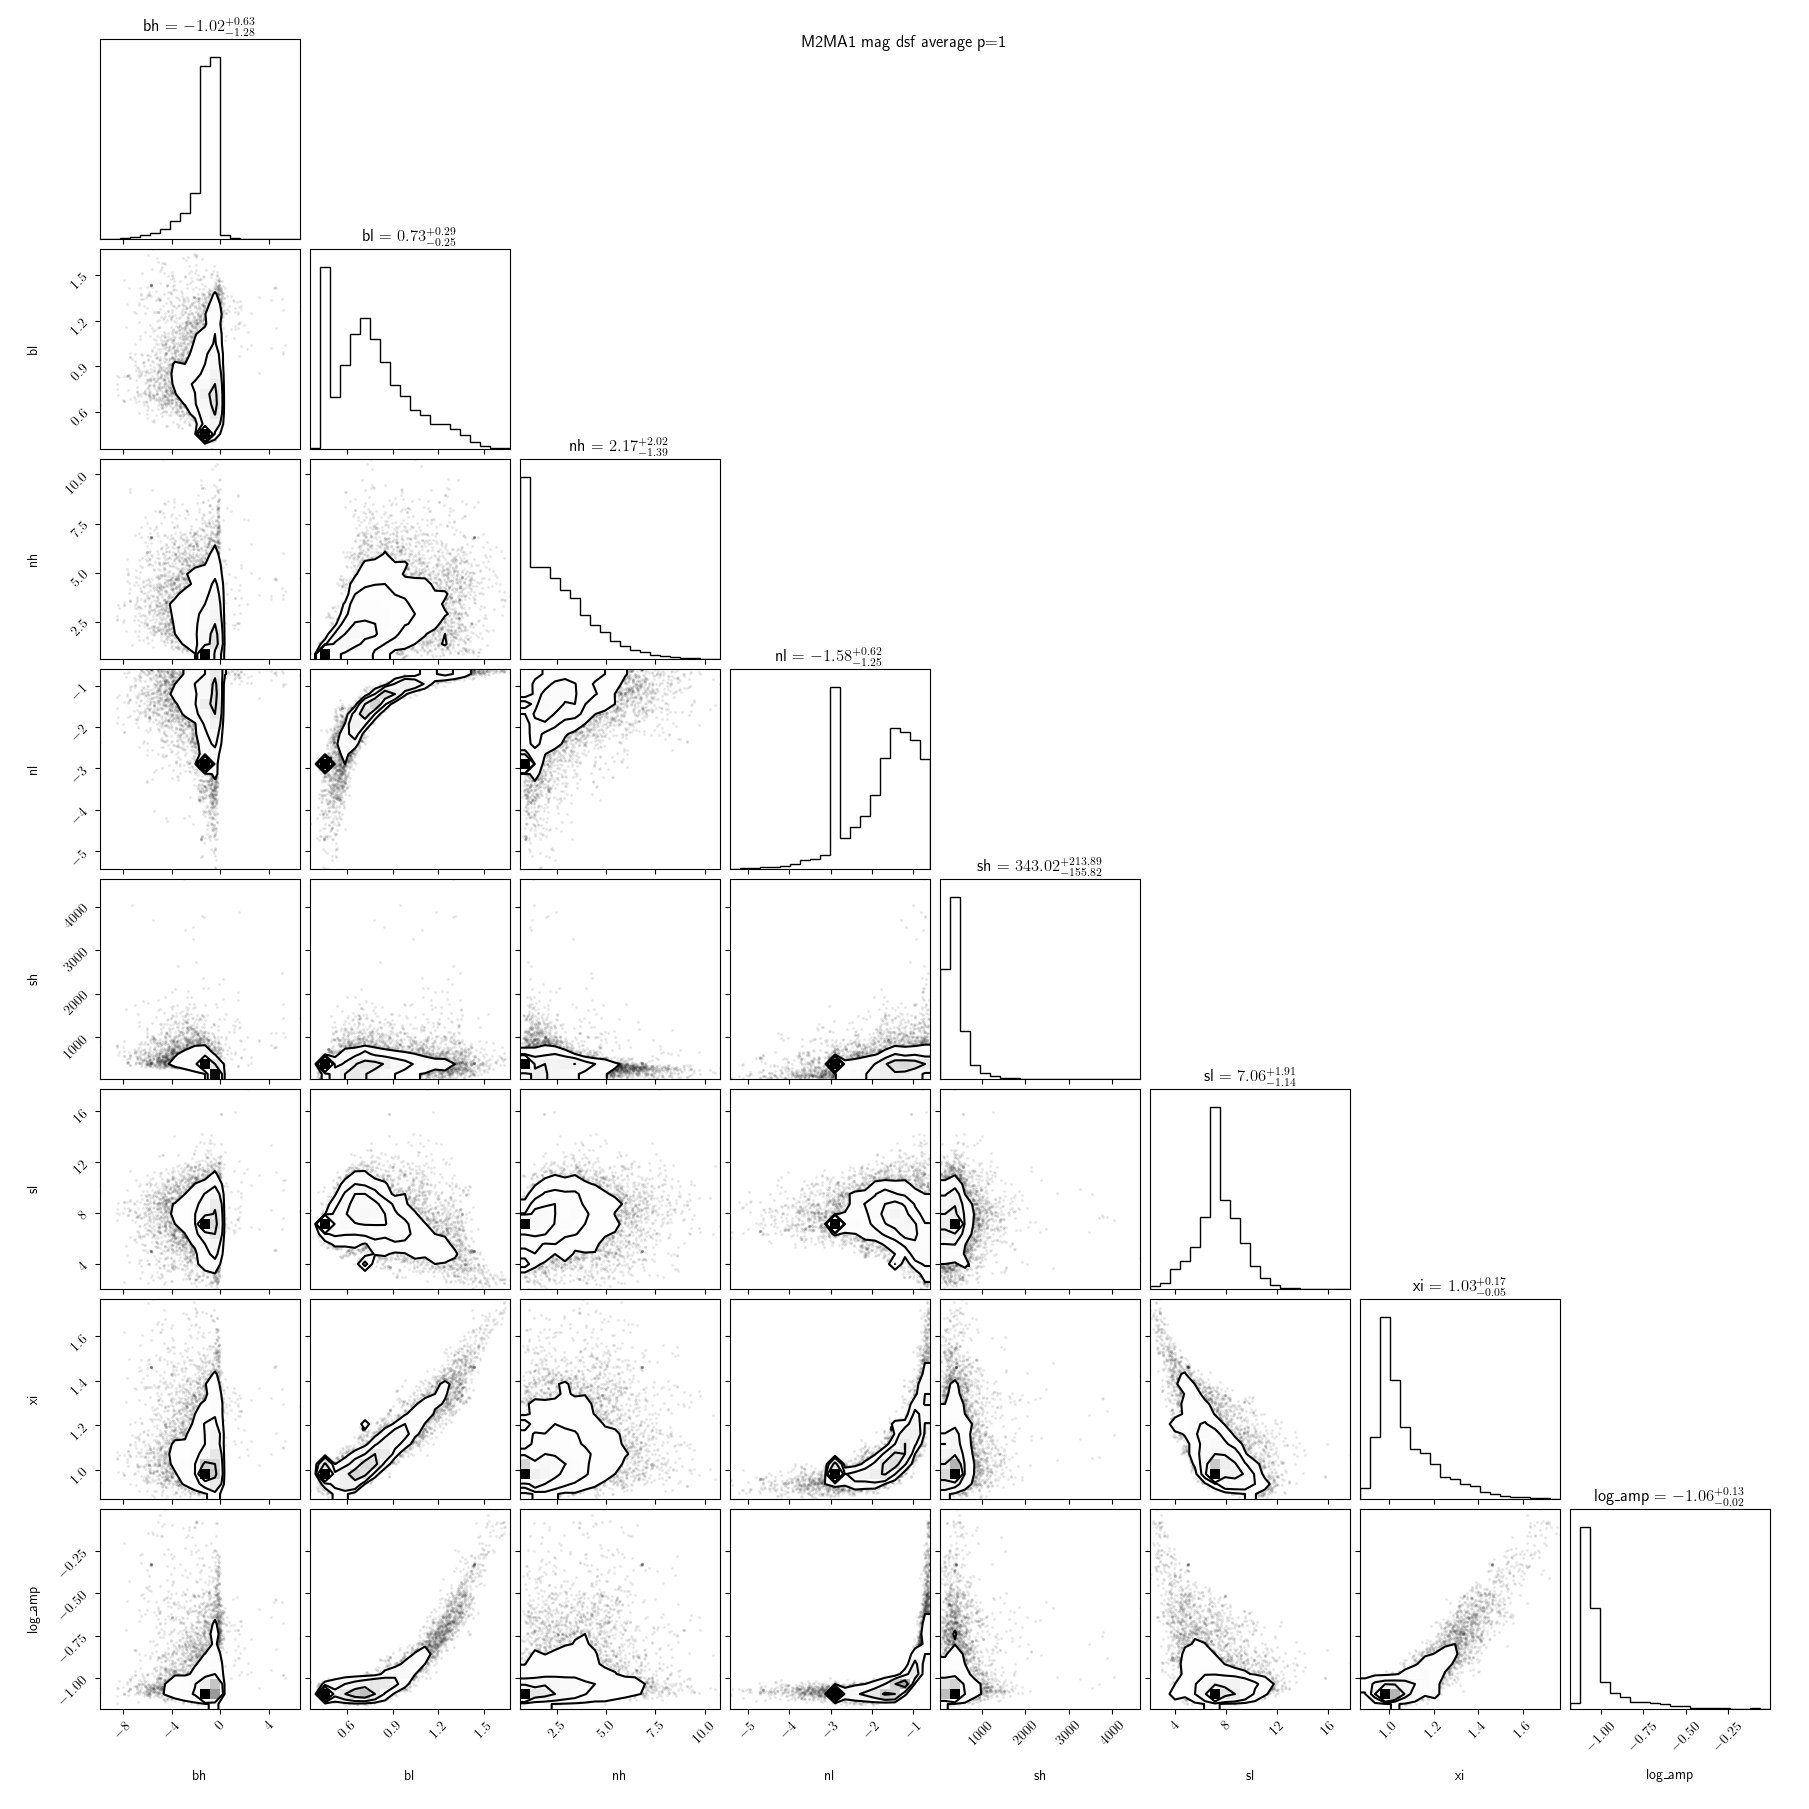 bh = −1.02^{+0.63}_{−1.28}
M2MA1 mag dsf average p=1
bl = 0.73^{+0.29}_{−0.25}
1.5
1.2
0.9
0.6
bl
nh = 2.17^{+2.02}_{−1.39}
10.0
7.5
5.0
2.5
nh
nl = −1.58^{+0.62}_{−1.25}
−1
−2
−3
−4
−5
nl
sh = 343.02^{+213.89}_{−155.82}
4000
3000
2000
1000
sh
sl = 7.06^{+1.91}_{−1.14}
16
12
8
4
sl
xi = 1.03^{+0.17}_{−0.05}
1.6
1.4
1.2
1.0
xi
log_amp = −1.06^{+0.13}_{−0.02}
−0.25
−0.50
−0.75
−1.00
log_amp
−8 −4 0 4 0.6 0.9 1.2 1.5 2.5 5.0 7.5 10.0 −5 −4 −3 −2 −1 1000 2000 3000 4000 4 8 12 16 1.0 1.2 1.4 1.6 −1.00 −0.75 −0.50 −0.25
bh bl nh nl sh sl xi log_amp